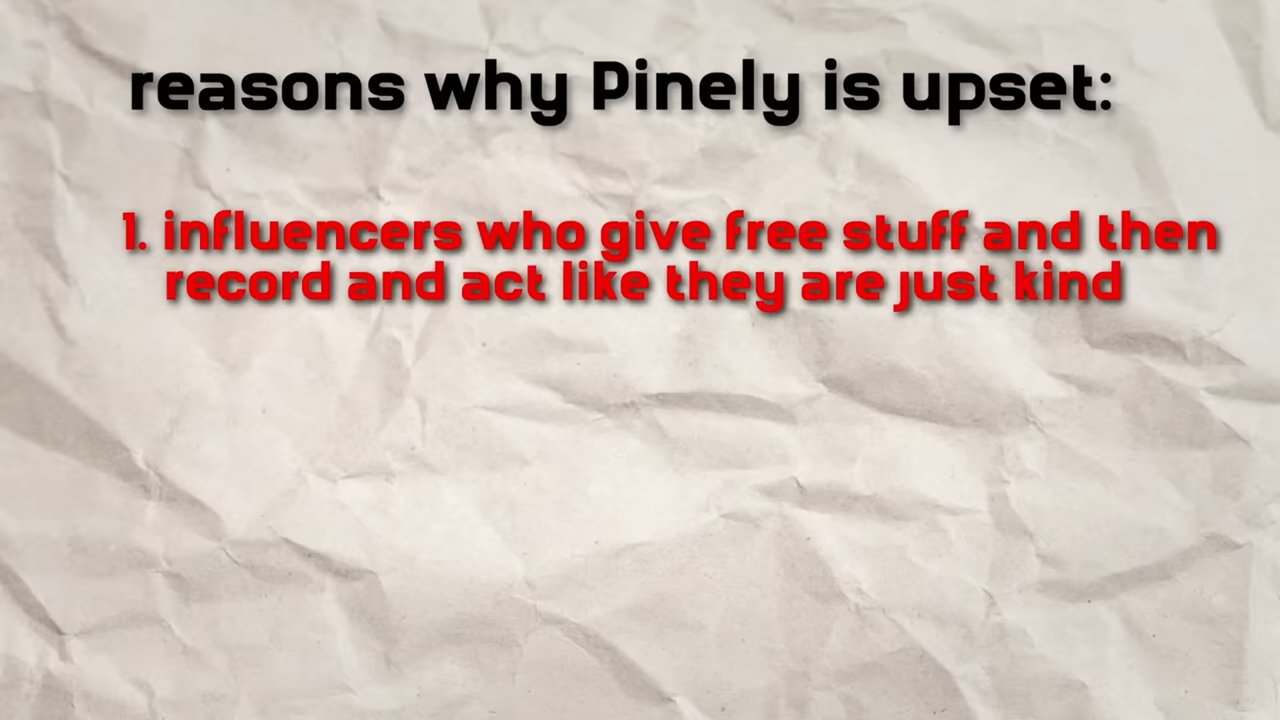 reasons why Pinely is upset:
1. influencers who give free stuff and then
record and act like they are just kind